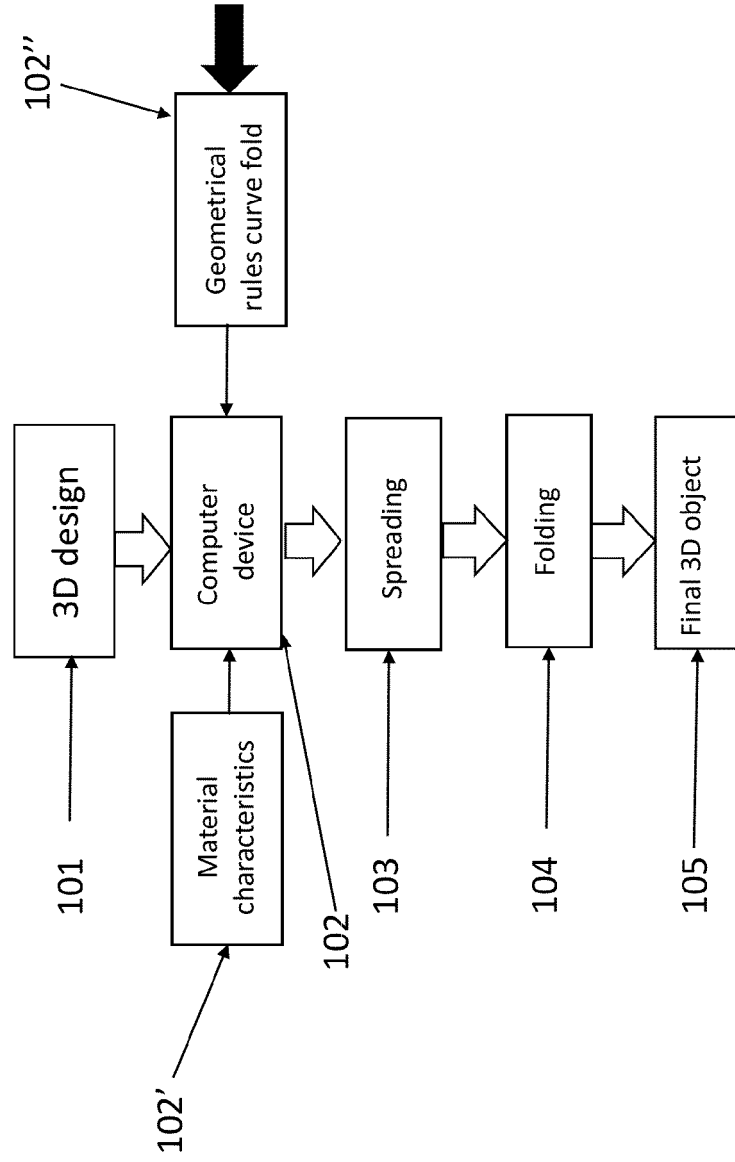 102''
Geometrical
rules curve fold
3D design
Computer
device
Spreading
Folding
Final 3D object
Material
characteristics
101
102
103
104
105
102'